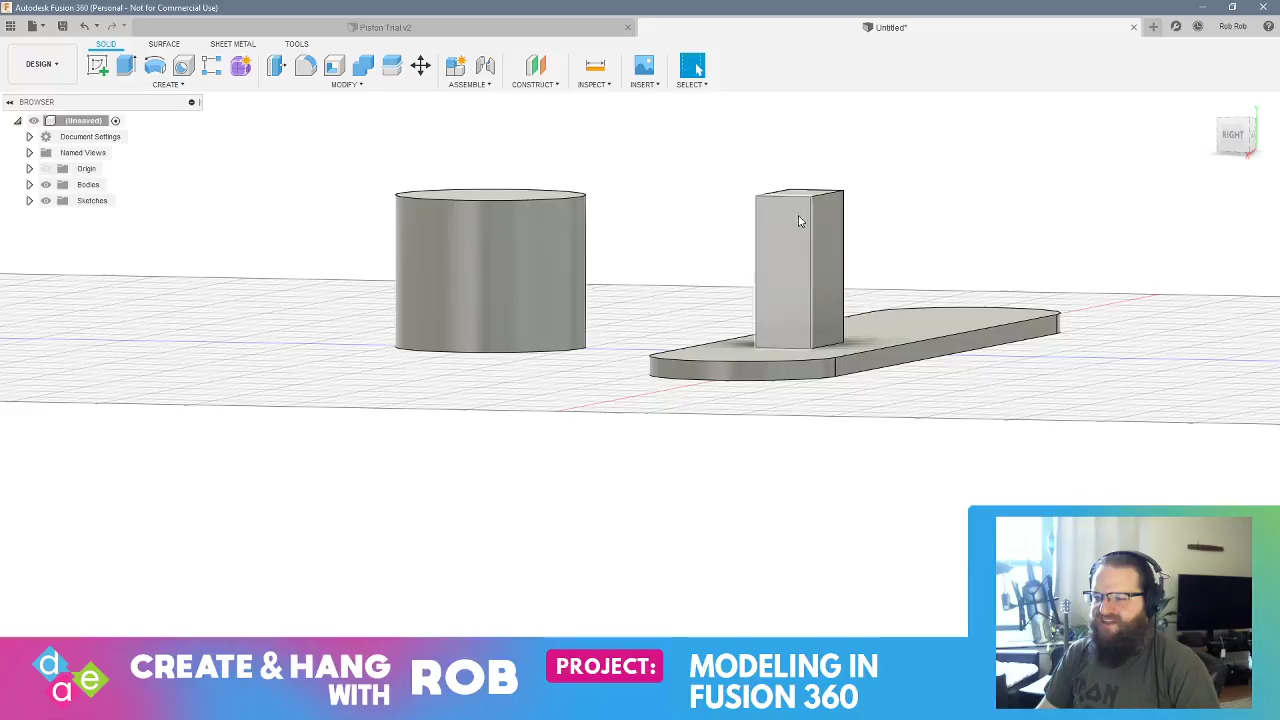 Autodesk Fusion 360 (Personal - Not for Commercial Use)
Piston Trial v2
Untitled*
Rob Rob
SOLID
SURFACE
SHEET METAL
TOOLS
DESIGN
CREATE
MODIFY
ASSEMBLE
CONSTRUCT
INSPECT
INSERT
SELECT
BROWSER
(Unsaved)
Document Settings
Named Views
Origin
Bodies
Sketches
RIGHT
d
a e
CREATE & HANG
WITH
ROB
PROJECT:
MODELING IN
FUSION 360